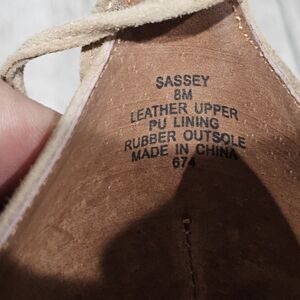 SASSEY
8M
LEATHER UPPER
PU LINING
RUBBER OUTSOLE
MADE IN CHINA
674